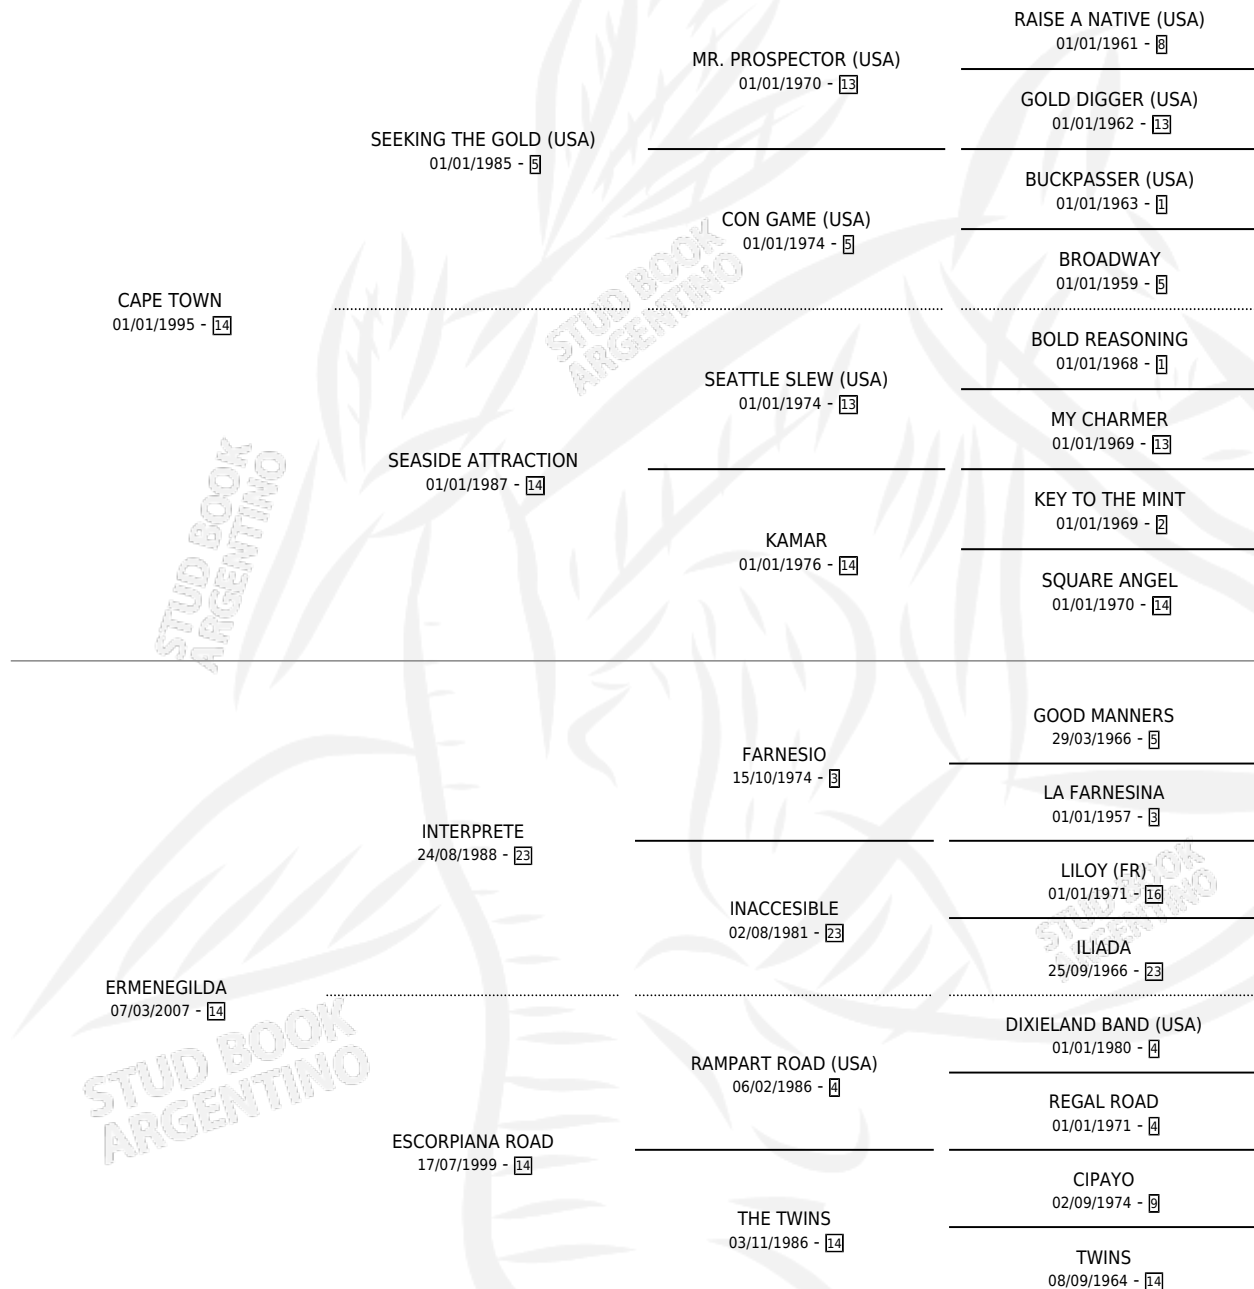 RAISE A NATIVE (USA)
01/01/1961 - 8
MR. PROSPECTOR (USA)
01/01/1970 - 13
GOLD DIGGER (USA)
01/01/1962 - 13
SEEKING THE GOLD (USA)
01/01/1985 - 5
BUCKPASSER (USA)
01/01/1963 - 1
CON GAME (USA)
01/01/1974 - 5
BROADWAY
01/01/1959 - 5
CAPE TOWN
01/01/1995 - 14
BOLD REASONING
01/01/1968 - 1
SEATTLE SLEW (USA)
01/01/1974 - 13
MY CHARMER
01/01/1969 - 13
SEASIDE ATTRACTION
01/01/1987 - 14
KEY TO THE MINT
01/01/1969 - 2
KAMAR
01/01/1976 - 14
SQUARE ANGEL
01/01/1970 - 14
GOOD MANNERS
29/03/1966 - 5
FARNESIO
15/10/1974 - 3
LA FARNESINA
01/01/1957 - 3
INTERPRETE
24/08/1988 - 23
LILOY (FR)
01/01/1971 - 16
INACCESIBLE
02/08/1981 - 23
ILIADA
25/09/1966 - 23
ERMENEGILDA
07/03/2007 - 14
DIXIELAND BAND (USA)
01/01/1980 - 4
RAMPART ROAD (USA)
06/02/1986 - 4
REGAL ROAD
01/01/1971 - 4
ESCORPIANA ROAD
17/07/1999 - 14
CIPAYO
02/09/1974 - 9
THE TWINS
03/11/1986 - 14
TWINS
08/09/1964 - 14
STUD BOOK
ARGENTINO
STUD BOOK
ARGENTINO
STUD BOOK
ARGENTINO
STUD BOOK
ARGENTINO